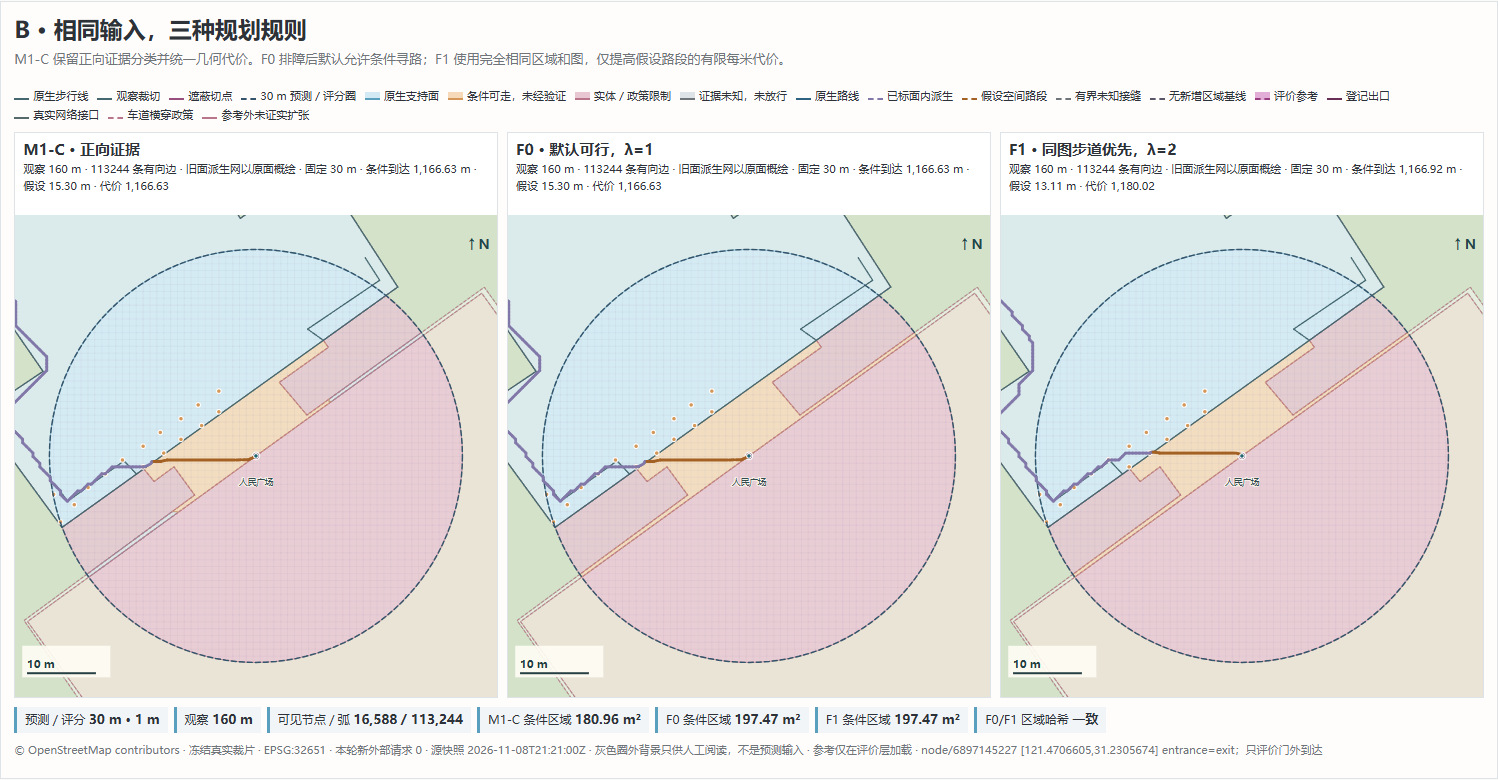 B • 相同输入，三种规划规则
M1-C 保留正向证据分类并统一几何代价。F0 排障后默认允许条件寻路；F1 使用完全相同区域和图，仅提高假设路段的有限每米代价。
原生步行线 观察裁切 遮蔽切点 30 m 预测 / 评分圈 原生支持面 条件可走，未经验证 实体 / 政策限制 证据未知，未放行 原生路线 已标面内派生 假设空间路段 有界未知接缝 无新增区域基线 评价参考 登记出口
真实网络接口 车道横穿政策 参考外未证实扩张
M1-C • 正向证据
观察 160 m · 113244 条有向边 · 旧面派生网以原面概绘 · 固定 30 m · 条件到达 1,166.63 m ·
假设 15.30 m · 代价 1,166.63
↑ N
人民广场
10 m
F0 • 默认可行，λ=1
观察 160 m · 113244 条有向边 · 旧面派生网以原面概绘 · 固定 30 m · 条件到达 1,166.63 m ·
假设 15.30 m · 代价 1,166.63
↑ N
人民广场
10 m
F1 • 同图步道优先，λ=2
观察 160 m · 113244 条有向边 · 旧面派生网以原面概绘 · 固定 30 m · 条件到达 1,166.92 m ·
假设 13.11 m · 代价 1,180.02
↑ N
人民广场
10 m
预测 / 评分 30 m • 1 m
观察 160 m
可见节点 / 弧 16,588 / 113,244
M1-C 条件区域 180.96 m²
F0 条件区域 197.47 m²
F1 条件区域 197.47 m²
F0/F1 区域哈希 一致
© OpenStreetMap contributors · 冻结真实裁片 · EPSG:32651 · 本轮新外部请求 0 · 源快照 2026-11-08T21:21:00Z · 灰色圈外背景只供人工阅读，不是预测输入 · 参考仅在评价层加载 · node/6897145227 [121.4706605,31.2305674] entrance=exit；只评价门外到达